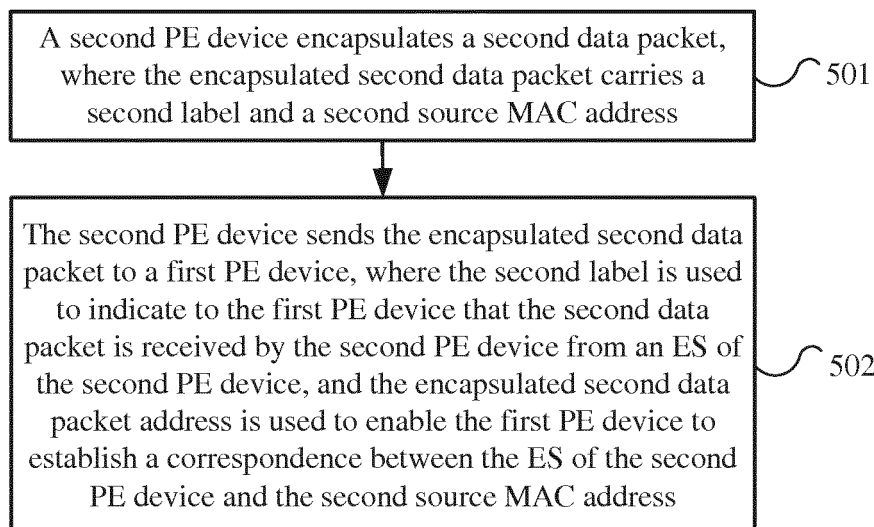 A second PE device encapsulates a second data packet,
where the encapsulated second data packet carries a
second label and a second source MAC address
501
The second PE device sends the encapsulated second data
packet to a first PE device, where the second label is used
to indicate to the first PE device that the second data
packet is received by the second PE device from an ES of
the second PE device, and the encapsulated second data
packet address is used to enable the first PE device to
establish a correspondence between the ES of the second
PE device and the second source MAC address
502